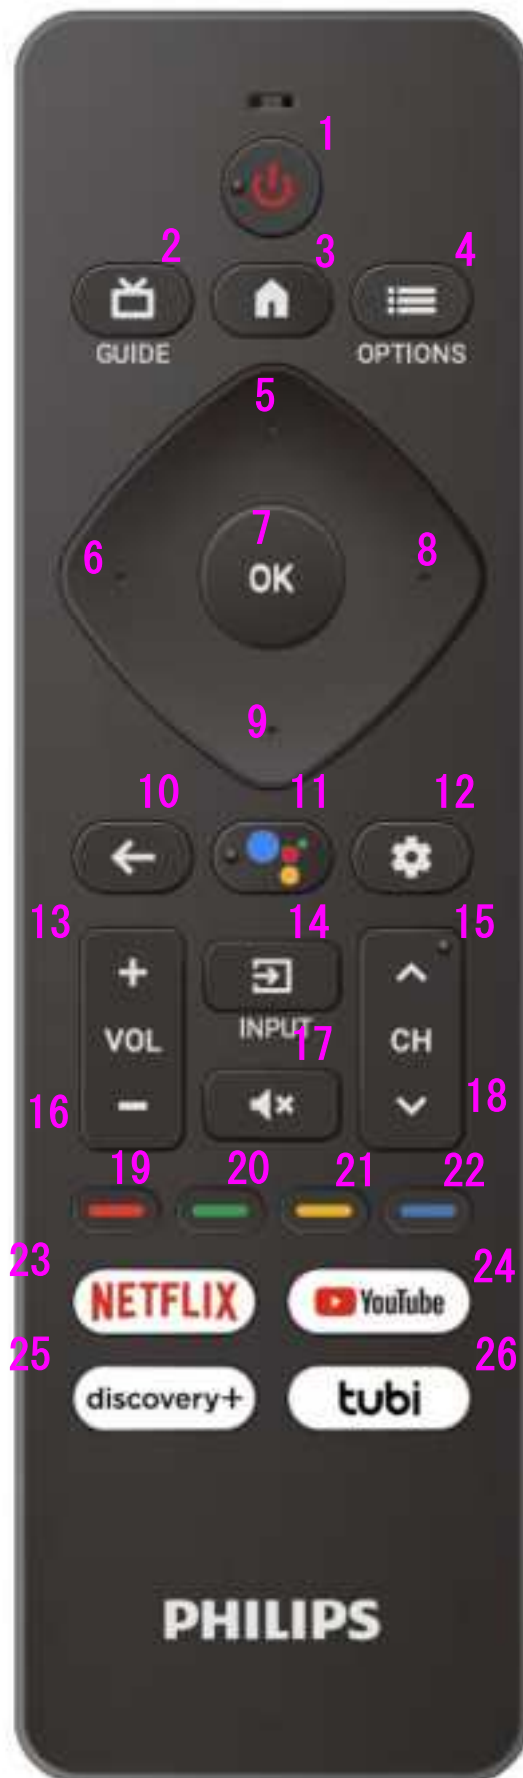 1
2 3 4
GUIDE OPTIONS
5
6 7 8
OK
9
10 11 12
13 14 15
VOL INPUT CH
17
16 18
19 20 21 22
23 24
NETFLIX YouTube
25 26
discovery+ tubi
PHILIPS